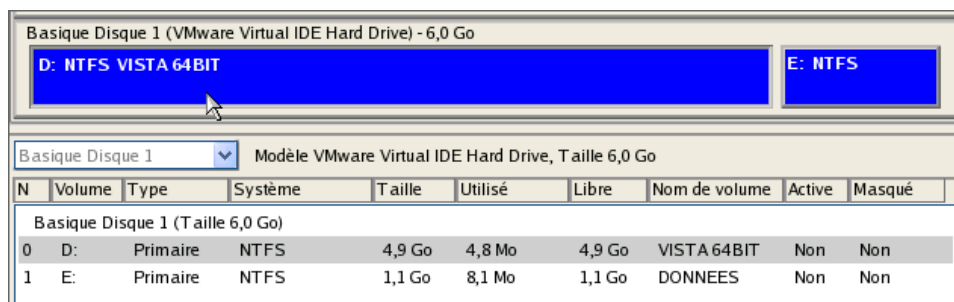 Basique Disque 1 (VMware Virtual IDE Hard Drive) - 6,0 Go
D: NTFS VISTA 64BIT E: NTFS
Basique Disque 1 Modèle VMware Virtual IDE Hard Drive, Taille 6,0 Go
N Volume Type Système Taille Utilisé Libre Nom de volume Active Masqué
Basique Disque 1 (Taille 6,0 Go)
0 D: Primaire NTFS 4,9 Go 4,8 Mo 4,9 Go VISTA 64BIT Non Non
1 E: Primaire NTFS 1,1 Go 8,1 Mo 1,1 Go DONNEES Non Non